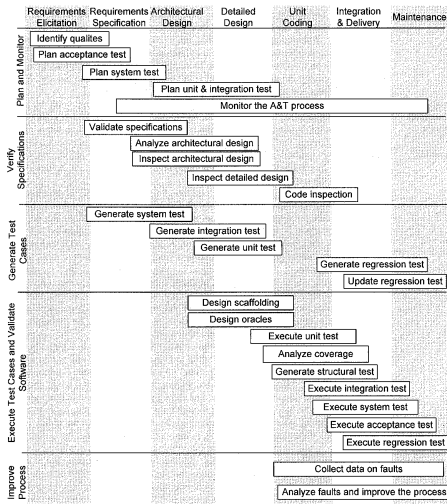 Requirements Elicitation
Requirements Specification
Architectural Design
Detailed Design
Unit Coding
Integration & Delivery
Maintenance
Plan and Monitor
Identify qualites
Plan acceptance test
Plan system test
Plan unit & integration test
Monitor the A&T process
Verify Specifications
Validate specifications
Analyze architectural design
Inspect architectural design
Inspect detailed design
Code inspection
Generate Test Cases
Generate system test
Generate integration test
Generate unit test
Generate regression test
Update regression test
Execute Test Cases and Validate Software
Design scaffolding
Design oracles
Execute unit test
Analyze coverage
Generate structural test
Execute integration test
Execute system test
Execute acceptance test
Execute regression test
Improve Process
Collect data on faults
Analyze faults and improve the process